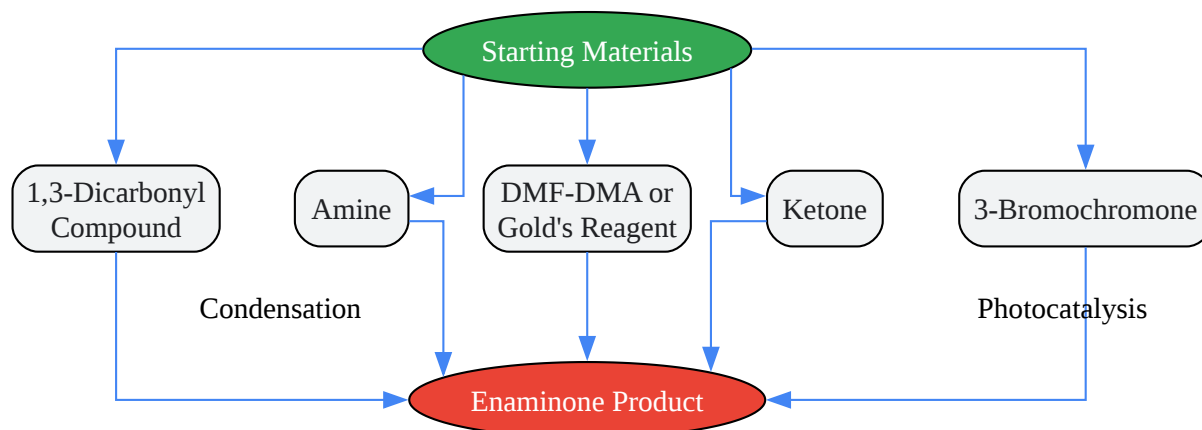 Starting Materials
1,3-Dicarbonyl
Compound
Amine
DMF-DMA or
Gold's Reagent
Ketone
3-Bromochromone
Condensation
Photocatalysis
Enaminone Product